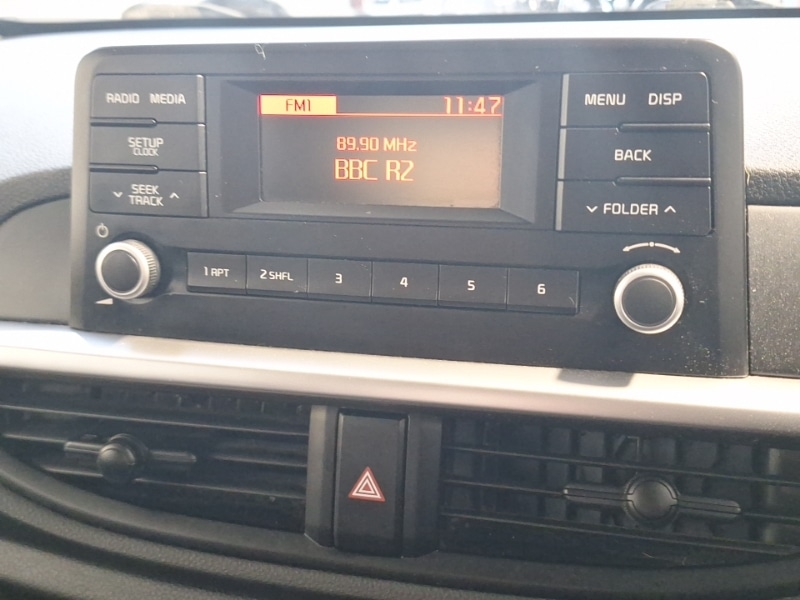 RADIO MEDIA
FM1 11:47
MENU DISP
SETUP
CLOCK
89.90 MHz
BBC R2
BACK
SEEK
TRACK
FOLDER
1 RPT 2 SHFL 3 4 5 6